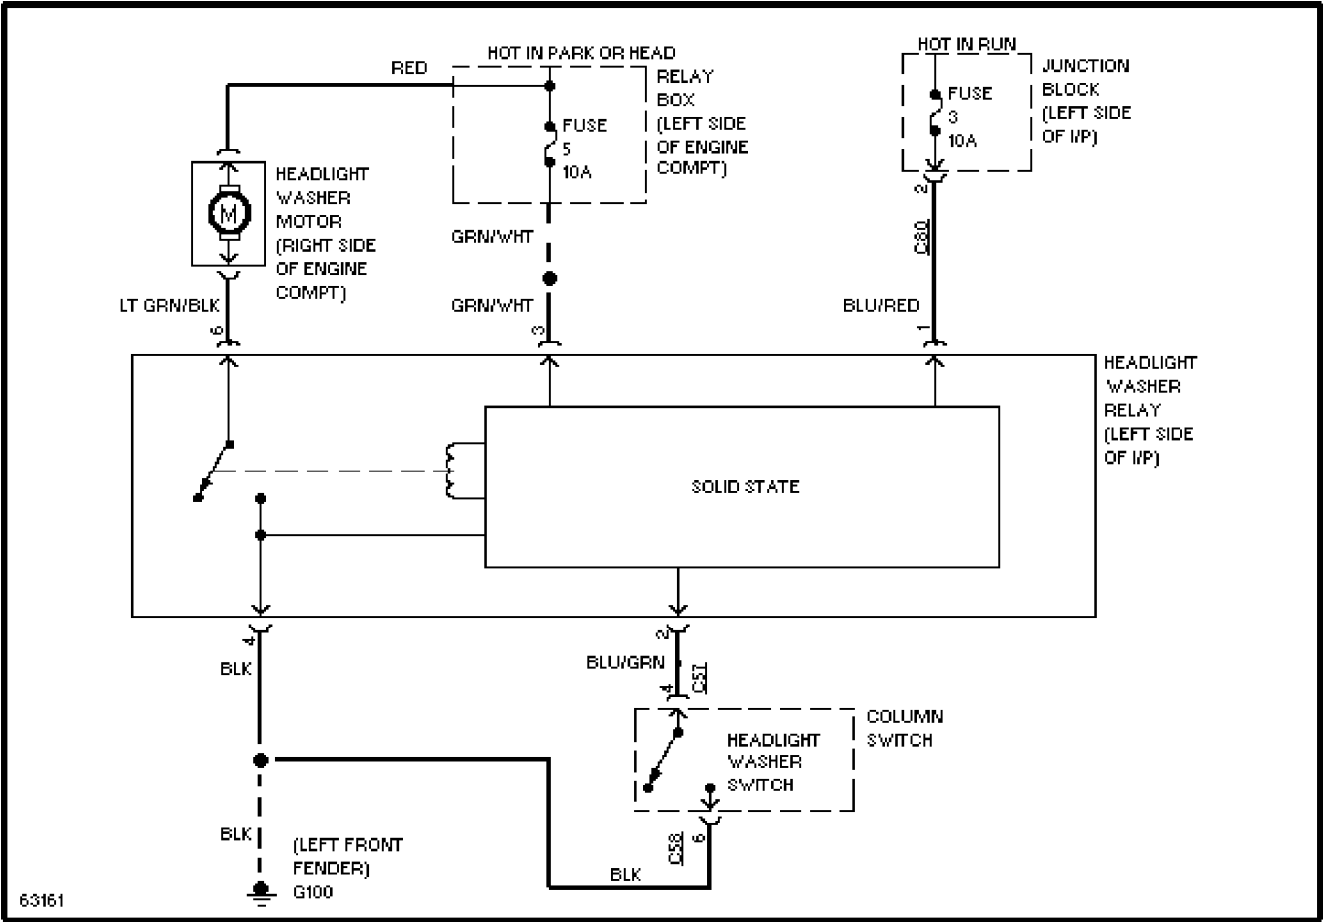 HOT IN PARK OR HEAD
HOT IN RUN
RED
RELAY
BOX
(LEFT SIDE
OF ENGINE
COMPT)
JUNCTION
BLOCK
(LEFT SIDE
OF I/P)
FUSE
5
10A
FUSE
3
10A
HEADLIGHT
WASHER
MOTOR
(RIGHT SIDE
OF ENGINE
COMPT)
M
2
C80
GRN/WHT
LT GRN/BLK
GRN/WHT
BLU/RED
6
3
1
HEADLIGHT
WASHER
RELAY
(LEFT SIDE
OF I/P)
SOLID STATE
4
2
BLK
BLU/GRN
4
C57
COLUMN
SWITCH
HEADLIGHT
WASHER
SWITCH
BLK
(LEFT FRONT
FENDER)
G100
C58
6
BLK
63161